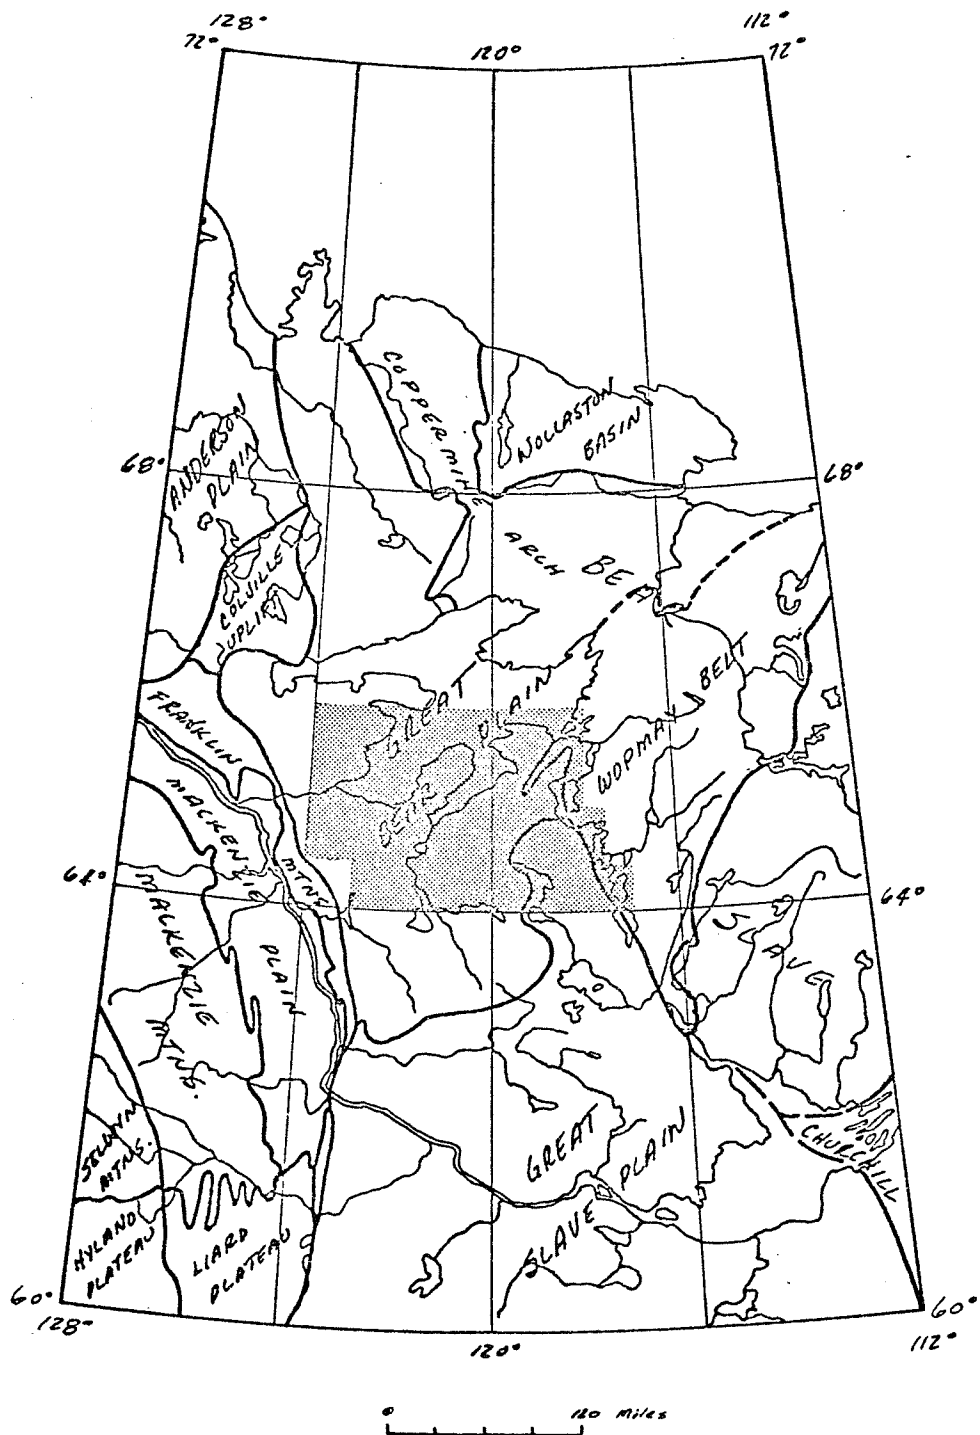 128°
112°
72°
120°
72°
COPPERMINE
WOLLASTON
BASIN
ANDERSON
PLAIN
68°
68°
ARCH
BEAR
COLVILLE
UPLIFT
GREAT
PLAIN
WOPMAY BELT
FRANKLIN
MTNS
BEAR
MACKENZIE
PLAIN
64°
64°
MACKENZIE
MTNS.
SLAVE
SELWYN
MTNS.
GREAT
SLAVE
PLAIN
CHURCHILL
HYLAND
PLATEAU
LIARD
PLATEAU
60°
128°
120°
60°
112°
0
120 Miles